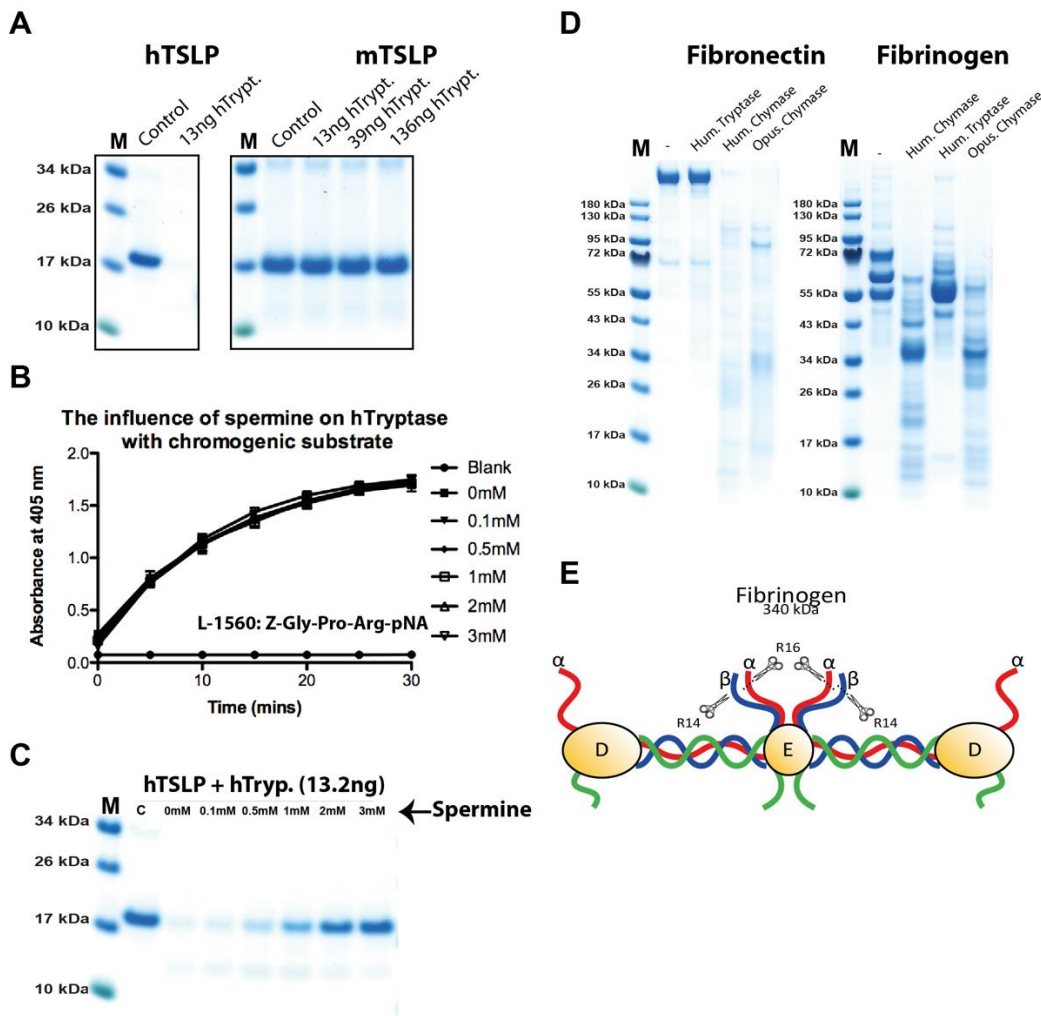 A
hTSLP
mTSLP
M
Control
13ng hTrypt.
M
Control
13ng hTrypt.
39ng hTrypt.
136ng hTrypt.
34 kDa
26 kDa
17 kDa
10 kDa
B
The influence of spermine on hTryptase
with chromogenic substrate
Absorbance at 405 nm
2.0
1.5
1.0
0.5
0.0
0
10
20
30
Time (mins)
L-1560: Z-Gly-Pro-Arg-pNA
Blank
0mM
0.1mM
0.5mM
1mM
2mM
3mM
C
hTSLP + hTryp. (13.2ng)
M
C
0mM
0.1mM
0.5mM
1mM
2mM
3mM
Spermine
34 kDa
26 kDa
17 kDa
10 kDa
D
Fibronectin
Fibrinogen
M
-
Hum. Tryptase
Hum. Chymase
Opus. Chymase
180 kDa
130 kDa
95 kDa
72 kDa
55 kDa
43 kDa
34 kDa
26 kDa
17 kDa
10 kDa
M
-
Hum. Chymase
Hum. Tryptase
Opus. Chymase
180 kDa
130 kDa
95 kDa
72 kDa
55 kDa
43 kDa
34 kDa
26 kDa
17 kDa
10 kDa
E
Fibrinogen
340 kDa
R16
α
β
α
α
β
α
R14
R14
D
E
D